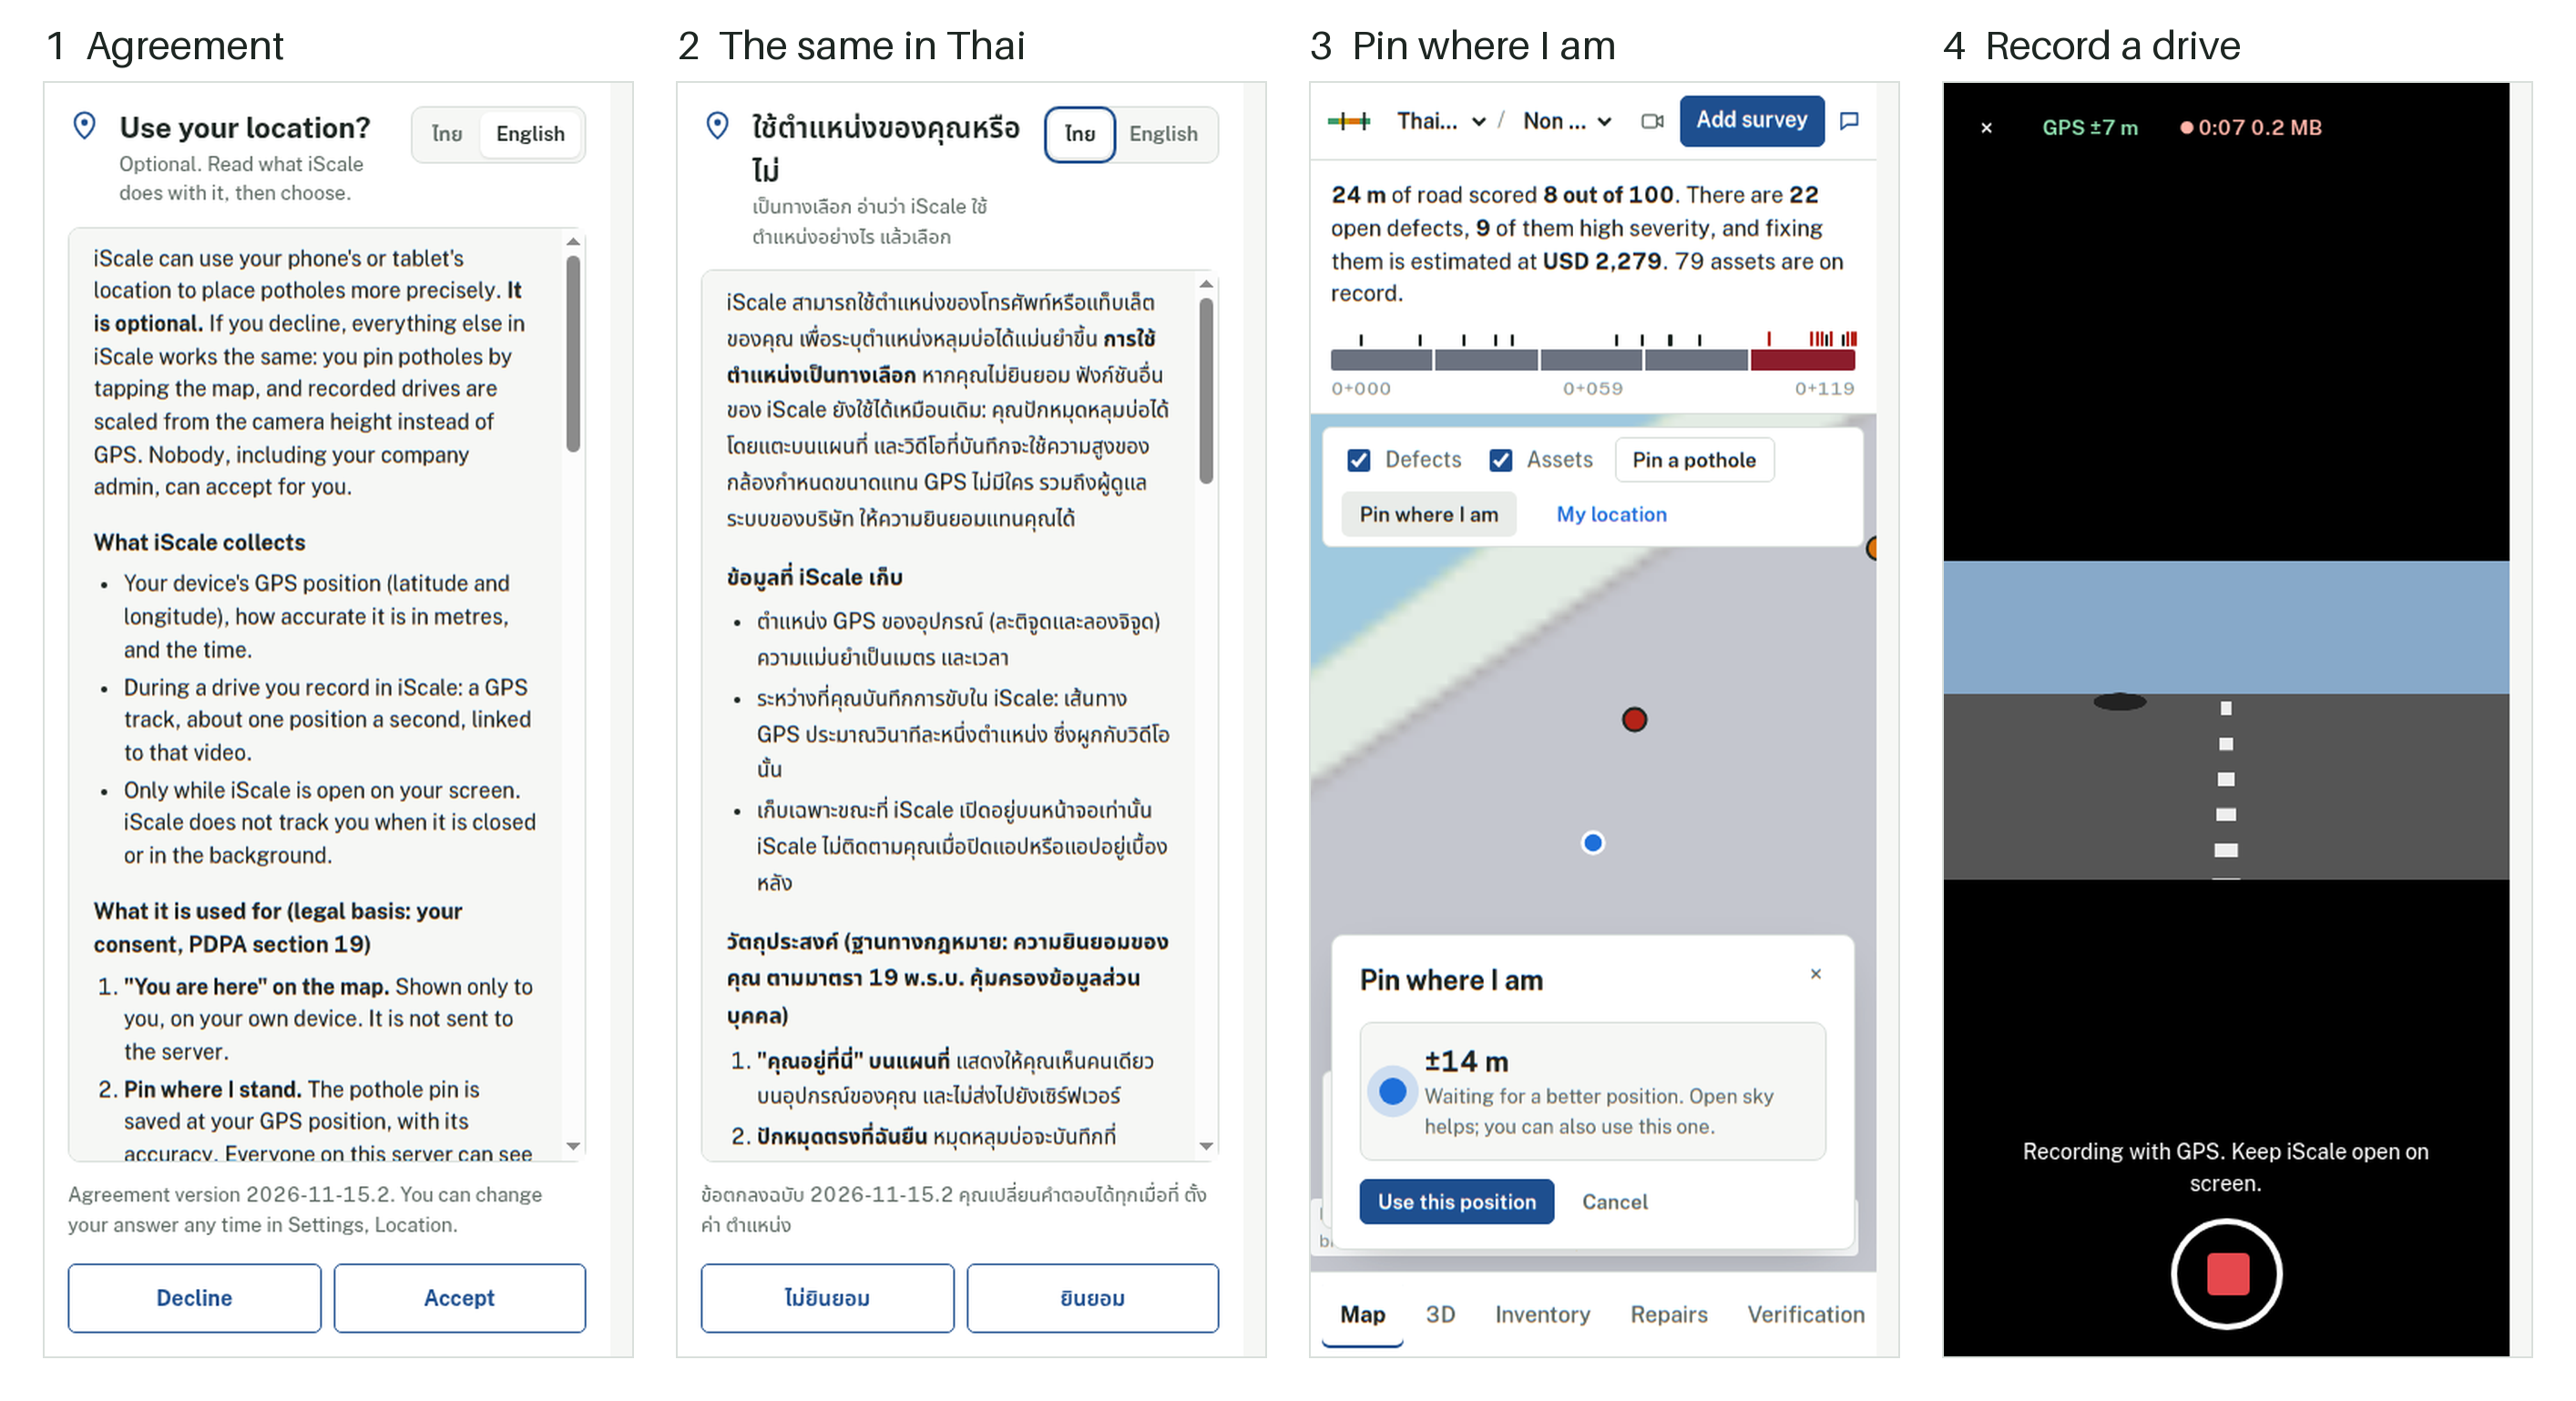 1 Agreement
Use your location?
ไทย English
Optional. Read what iScale
does with it, then choose.
iScale can use your phone's or tablet's
location to place potholes more precisely. It
is optional. If you decline, everything else in
iScale works the same: you pin potholes by
tapping the map, and recorded drives are
scaled from the camera height instead of
GPS. Nobody, including your company
admin, can accept for you.
What iScale collects
• Your device's GPS position (latitude and
longitude), how accurate it is in metres,
and the time.
• During a drive you record in iScale: a GPS
track, about one position a second, linked
to that video.
• Only while iScale is open on your screen.
iScale does not track you when it is closed
or in the background.
What it is used for (legal basis: your
consent, PDPA section 19)
1. "You are here" on the map. Shown only to
you, on your own device. It is not sent to
the server.
2. Pin where I stand. The pothole pin is
saved at your GPS position, with its
accuracy. Everyone on this server can see
Agreement version 2026-11-15.2. You can change
your answer any time in Settings, Location.
Decline Accept
2 The same in Thai
ใช้ตำแหน่งของคุณหรือ
ไม่
ไทย English
เป็นทางเลือก อ่านว่า iScale ใช้
ตำแหน่งอย่างไร แล้วเลือก
iScale สามารถใช้ตำแหน่งของโทรศัพท์หรือแท็บเล็ต
ของคุณ เพื่อระบุตำแหน่งหลุมบ่อได้แม่นยำขึ้น การใช้
ตำแหน่งเป็นทางเลือก หากคุณไม่ยินยอม ฟังก์ชันอื่น
ของ iScale ยังใช้ได้เหมือนเดิม: คุณปักหมุดหลุมบ่อได้
โดยแตะบนแผนที่ และวิดีโอที่บันทึกจะใช้ความสูงของ
กล้องกำหนดขนาดแทน GPS ไม่มีใคร รวมถึงผู้ดูแล
ระบบของบริษัท ให้ความยินยอมแทนคุณได้
ข้อมูลที่ iScale เก็บ
• ตำแหน่ง GPS ของอุปกรณ์ (ละติจูดและลองจิจูด)
ความแม่นยำเป็นเมตร และเวลา
• ระหว่างที่คุณบันทึกการขับใน iScale: เส้นทาง
GPS ประมาณวินาทีละหนึ่งตำแหน่ง ซึ่งผูกกับวิดีโอ
นั้น
• เก็บเฉพาะขณะที่ iScale เปิดอยู่บนหน้าจอเท่านั้น
iScale ไม่ติดตามคุณเมื่อปิดแอปหรือแอปอยู่เบื้อง
หลัง
วัตถุประสงค์ (ฐานทางกฎหมาย: ความยินยอมของ
คุณ ตามมาตรา 19 พ.ร.บ. คุ้มครองข้อมูลส่วน
บุคคล)
1. "คุณอยู่ที่นี่" บนแผนที่ แสดงให้คุณเห็นคนเดียว
บนอุปกรณ์ของคุณ และไม่ส่งไปยังเซิร์ฟเวอร์
2. ปักหมุดตรงที่ฉันยืน หมุดหลุมบ่อจะบันทึกที่
ข้อตกลงฉบับ 2026-11-15.2 คุณเปลี่ยนคำตอบได้ทุกเมื่อที่ ตั้ง
ค่า ตำแหน่ง
ไม่ยินยอม ยินยอม
3 Pin where I am
Thai... / Non ... Add survey
24 m of road scored 8 out of 100. There are 22
open defects, 9 of them high severity, and fixing
them is estimated at USD 2,279. 79 assets are on
record.
0+000 0+059 0+119
Defects Assets Pin a pothole
Pin where I am My location
Pin where I am ×
±14 m
Waiting for a better position. Open sky
helps; you can also use this one.
Use this position Cancel
Map 3D Inventory Repairs Verification
4 Record a drive
× GPS ±7 m 0:07 0.2 MB
Recording with GPS. Keep iScale open on
screen.